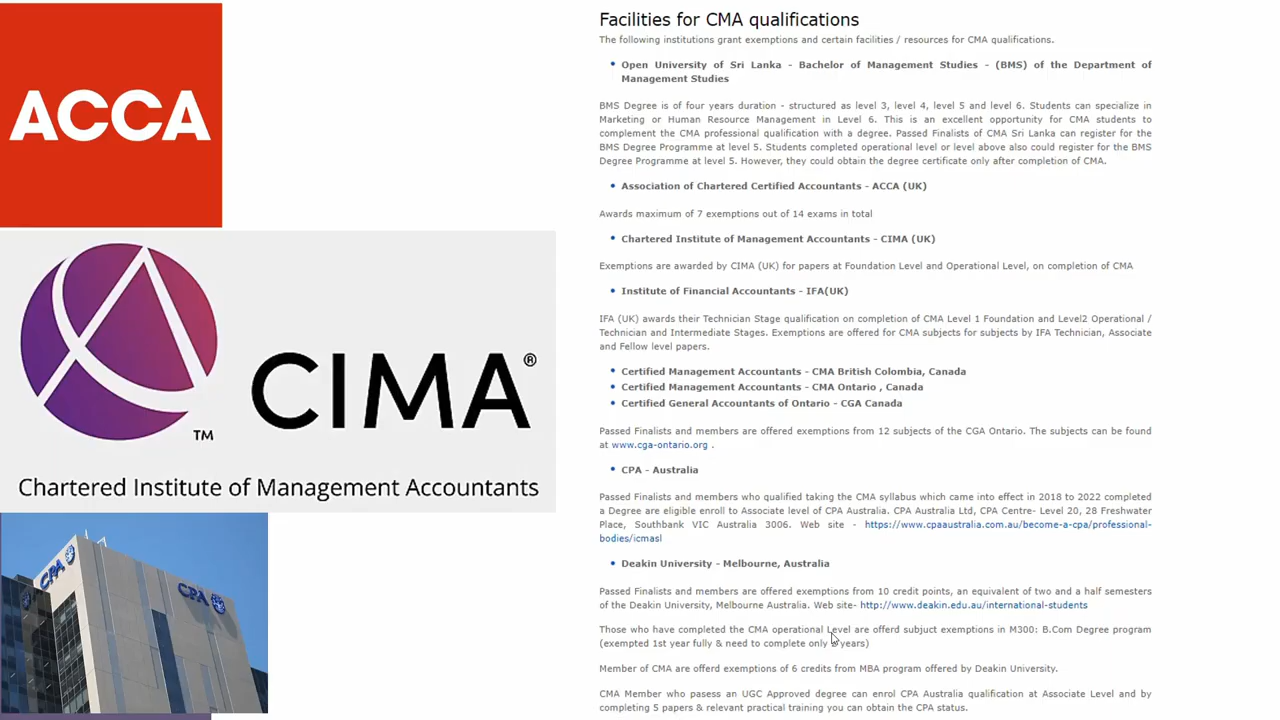 ACCA
CIMA®
TM
Chartered Institute of Management Accountants
CPA
CPA
Facilities for CMA qualifications
The following institutions grant exemptions and certain facilities / resources for CMA qualifications.
• Open University of Sri Lanka - Bachelor of Management Studies - (BMS) of the Department of
Management Studies
BMS Degree is of four years duration - structured as level 3, level 4, level 5 and level 6. Students can specialize in
Marketing or Human Resource Management in Level 6. This is an excellent opportunity for CMA students to
complement the CMA professional qualification with a degree. Passed Finalists of CMA Sri Lanka can register for the
BMS Degree Programme at level 5. Students completed operational level or level above also could register for the BMS
Degree Programme at level 5. However, they could obtain the degree certificate only after completion of CMA.
• Association of Chartered Certified Accountants - ACCA (UK)
Awards maximum of 7 exemptions out of 14 exams in total
• Chartered Institute of Management Accountants - CIMA (UK)
Exemptions are awarded by CIMA (UK) for papers at Foundation Level and Operational Level, on completion of CMA
• Institute of Financial Accountants - IFA(UK)
IFA (UK) awards their Technician Stage qualification on completion of CMA Level 1 Foundation and Level2 Operational /
Technician and Intermediate Stages. Exemptions are offered for CMA subjects for subjects by IFA Technician, Associate
and Fellow level papers.
• Certified Management Accountants - CMA British Colombia, Canada
• Certified Management Accountants - CMA Ontario , Canada
• Certified General Accountants of Ontario - CGA Canada
Passed Finalists and members are offered exemptions from 12 subjects of the CGA Ontario. The subjects can be found
at www.cga-ontario.org .
• CPA - Australia
Passed Finalists and members who qualified taking the CMA syllabus which came into effect in 2018 to 2022 completed
a Degree are eligible enroll to Associate level of CPA Australia. CPA Australia Ltd, CPA Centre- Level 20, 28 Freshwater
Place, Southbank VIC Australia 3006. Web site - https://www.cpaaustralia.com.au/become-a-cpa/professional-
bodies/icmasl
• Deakin University - Melbourne, Australia
Passed Finalists and members are offered exemptions from 10 credit points, an equivalent of two and a half semesters
of the Deakin University, Melbourne Australia. Web site- http://www.deakin.edu.au/international-students
Those who have completed the CMA operational Level are offerd subjuct exemptions in M300: B.Com Degree program
(exempted 1st year fully & need to complete only years)
Member of CMA are offerd exemptions of 6 credits from MBA program offered by Deakin University.
CMA Member who pasess an UGC Approved degree can enrol CPA Australia qualification at Associate Level and by
completing 5 papers & relevant practical training you can obtain the CPA status.